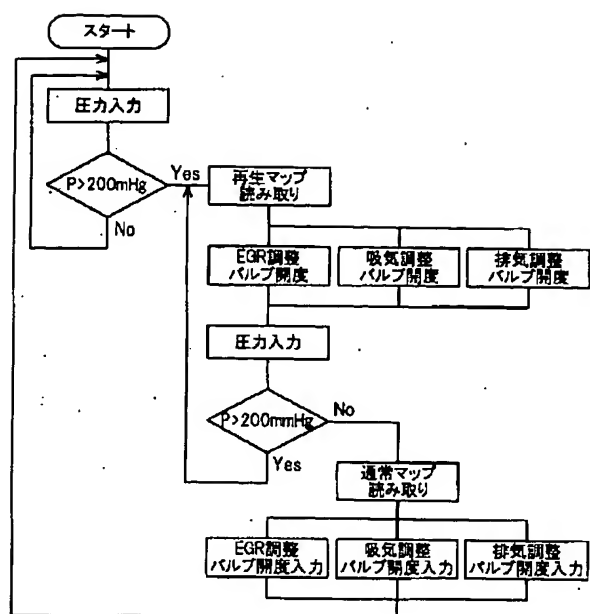 スタート
圧力入力
P>200mHg
Yes
No
再生マップ
読み取り
EGR調整
バルブ開度
吸気調整
バルブ開度
排気調整
バルブ開度
圧力入力
P>200mmHg
No
Yes
通常マップ
読み取り
EGR調整
バルブ開度入力
吸気調整
バルブ開度入力
排気調整
バルブ開度入力